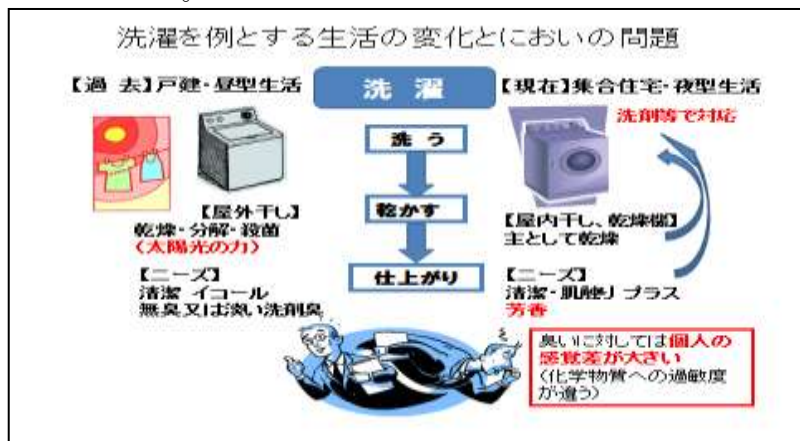 洗濯を例とする生活の変化とにおいの問題
【過 去】戸建・昼型生活
洗 濯
【現在】集合住宅・夜型生活
洗剤等で対応
洗 う
乾かす
仕上がり
【屋外干し】
乾燥・分解・殺菌
(太陽光の力)
【ニーズ】
清潔 イコール
無臭又は淡い洗剤臭
【屋内干し、乾燥機】
主として乾燥
【ニーズ】
清潔・肌触り プラス
芳香
臭いに対しては個人の
感覚差が大きい
(化学物質への過敏度
が違う)